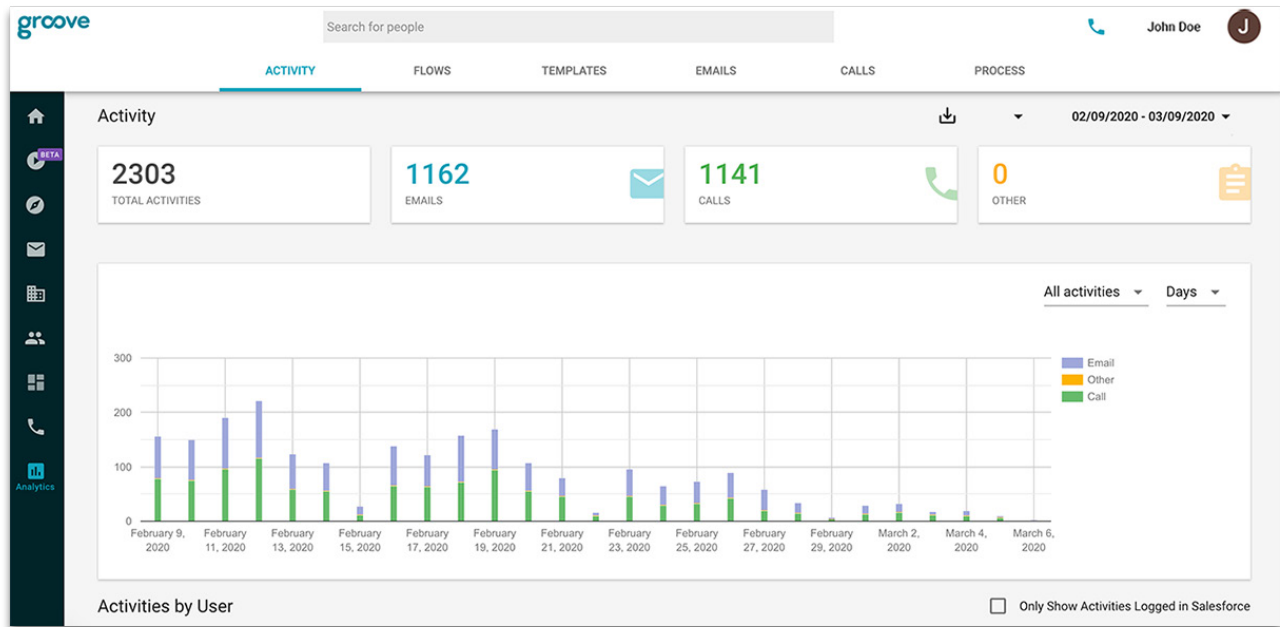 groove
Search for people
John Doe
J
ACTIVITY FLOWS TEMPLATES EMAILS CALLS PROCESS
BETA
Analytics
Activity
02/09/2020 - 03/09/2020
2303
TOTAL ACTIVITIES
1162
EMAILS
1141
CALLS
0
OTHER
All activities
Days
300
200
100
0
Email
Other
Call
February 9,
2020
February
11, 2020
February
13, 2020
February
15, 2020
February
17, 2020
February
19, 2020
February
21, 2020
February
23, 2020
February
25, 2020
February
27, 2020
February
29, 2020
March 2,
2020
March 4,
2020
March 6,
2020
Activities by User
Only Show Activities Logged in Salesforce